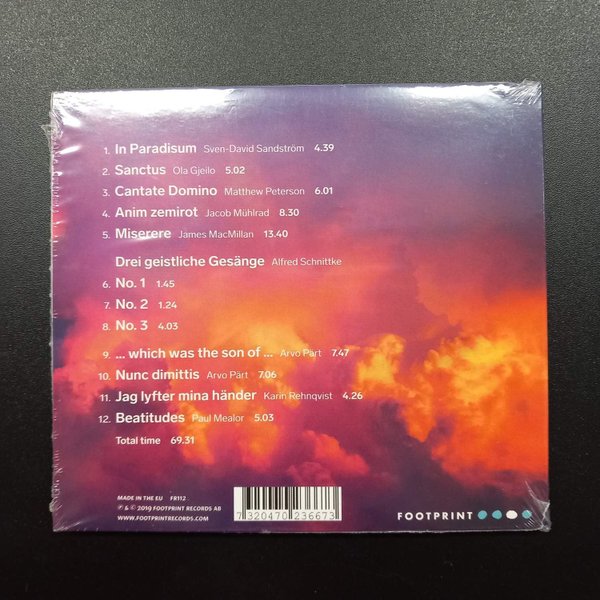 1. In Paradisum Sven-David Sandström 4.39
2. Sanctus Ola Gjeilo 5.02
3. Cantate Domino Matthew Peterson 6.01
4. Anim zemirot Jacob Mühlrad 8.30
5. Miserere James MacMillan 13.40
Drei geistliche Gesänge Alfred Schnittke
6. No. 1 1.45
7. No. 2 1.24
8. No. 3 4.03
9. ... which was the son of ... Arvo Pärt 7.47
10. Nunc dimittis Arvo Pärt 7.06
11. Jag lyfter mina händer Karin Rehnqvist 4.26
12. Beatitudes Paul Mealor 5.03
Total time 69.31
MADE IN THE EU FR112
℗ & © 2019 FOOTPRINT RECORDS AB
WWW.FOOTPRINTRECORDS.COM
7 320470 236673
FOOTPRINT